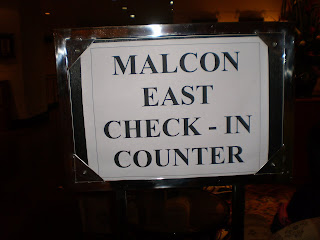 MALCON
EAST
CHECK - IN
COUNTER